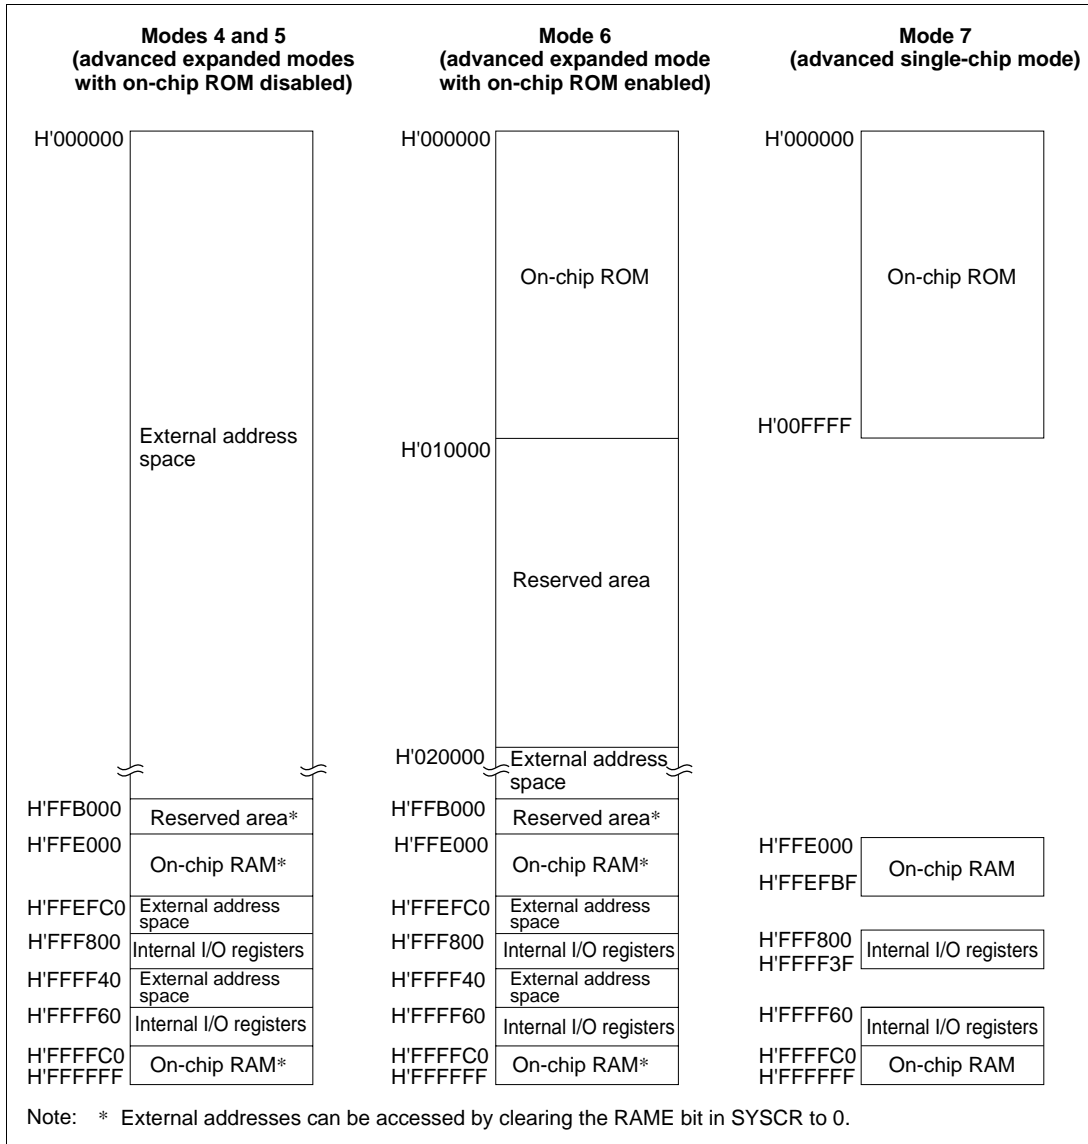 Modes 4 and 5
(advanced expanded modes
with on-chip ROM disabled)
Mode 6
(advanced expanded mode
with on-chip ROM enabled)
Mode 7
(advanced single-chip mode)
H'000000
External address
space
H'FFB000
Reserved area*
H'FFE000
On-chip RAM*
H'FFEFC0
External address
space
H'FFF800
Internal I/O registers
H'FFFF40
External address
space
H'FFFF60
Internal I/O registers
H'FFFFC0
On-chip RAM*
H'FFFFFF
H'000000
On-chip ROM
H'010000
Reserved area
H'020000
External address
space
H'FFB000
Reserved area*
H'FFE000
On-chip RAM*
H'FFEFC0
External address
space
H'FFF800
Internal I/O registers
H'FFFF40
External address
space
H'FFFF60
Internal I/O registers
H'FFFFC0
On-chip RAM*
H'FFFFFF
H'000000
On-chip ROM
H'00FFFF
H'FFE000
On-chip RAM
H'FFEFBF
H'FFF800
Internal I/O registers
H'FFFF3F
H'FFFF60
Internal I/O registers
H'FFFFC0
On-chip RAM
H'FFFFFF
Note: * External addresses can be accessed by clearing the RAME bit in SYSCR to 0.